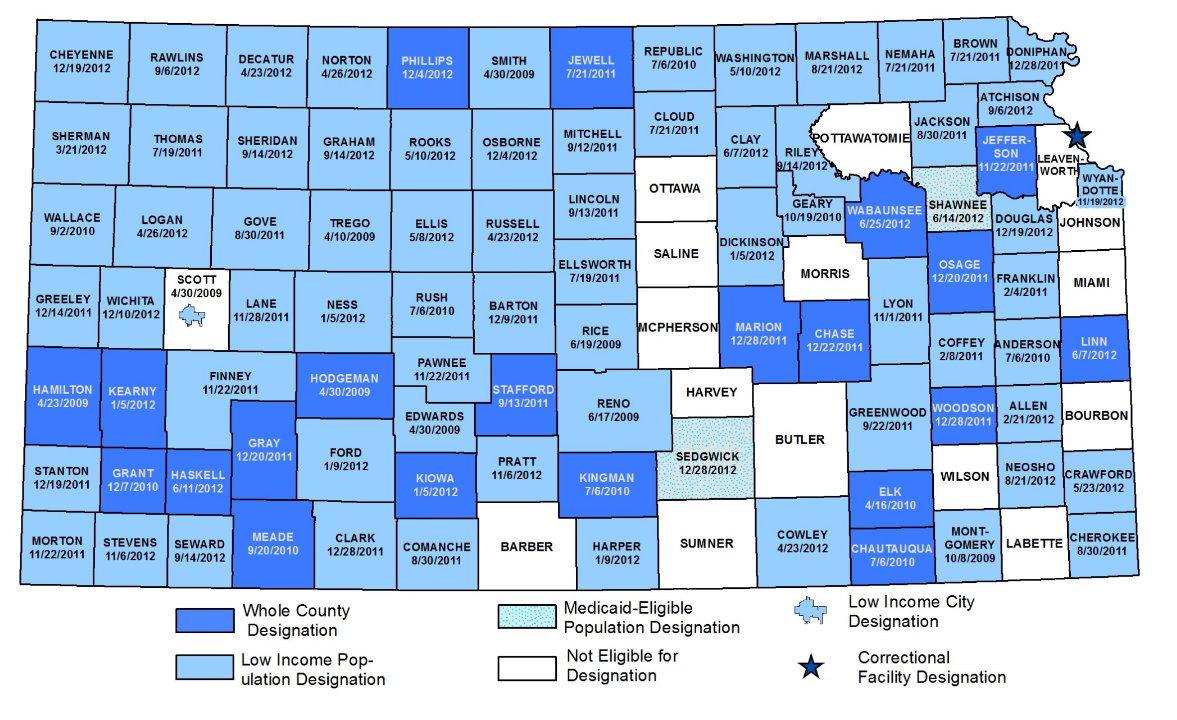 CHEYENNE
12/19/2012
RAWLINS
9/6/2012
DECATUR
4/23/2012
NORTON
4/26/2012
PHILLIPS
12/4/2012
SMITH
4/30/2009
JEWELL
7/21/2011
REPUBLIC
7/6/2010
WASHINGTON
5/10/2012
MARSHALL
8/21/2012
NEMAHA
7/21/2011
BROWN
7/21/2011
DONIPHAN
12/28/2011
ATCHISON
9/6/2012
SHERMAN
3/21/2012
THOMAS
7/19/2011
SHERIDAN
9/14/2012
GRAHAM
9/14/2012
ROOKS
5/10/2012
OSBORNE
12/4/2012
MITCHELL
9/12/2011
CLOUD
7/21/2011
CLAY
6/7/2012
RILEY
9/14/2012
POTTAWATOMIE
JACKSON
8/30/2011
JEFFER-
SON
11/22/2011
LEAVEN-
WORTH
WYAN-
DOTTE
11/19/2012
OTTAWA
LINCOLN
9/13/2011
WALLACE
9/2/2010
LOGAN
4/26/2012
GOVE
8/30/2011
TREGO
4/10/2009
ELLIS
5/8/2012
RUSSELL
4/23/2012
GEARY
10/19/2010
WABAUNSEE
6/25/2012
SHAWNEE
6/14/2012
DOUGLAS
12/19/2012
JOHNSON
SALINE
DICKINSON
1/5/2012
ELLSWORTH
7/19/2011
MORRIS
OSAGE
12/20/2011
FRANKLIN
2/4/2011
MIAMI
GREELEY
12/14/2011
WICHITA
12/10/2012
SCOTT
4/30/2009
LANE
11/28/2011
NESS
1/5/2012
RUSH
7/6/2010
BARTON
12/9/2011
RICE
6/19/2009
MCPHERSON
MARION
12/28/2011
CHASE
12/22/2011
LYON
11/1/2011
COFFEY
2/8/2011
ANDERSON
7/6/2010
LINN
6/7/2012
HAMILTON
4/23/2009
KEARNY
1/5/2012
FINNEY
11/22/2011
HODGEMAN
4/30/2009
PAWNEE
11/22/2011
STAFFORD
9/13/2011
EDWARDS
4/30/2009
RENO
6/17/2009
HARVEY
BUTLER
GREENWOOD
9/22/2011
WOODSON
12/28/2011
ALLEN
2/21/2012
BOURBON
GRAY
12/20/2011
FORD
1/9/2012
SEDGWICK
12/28/2012
STANTON
12/19/2011
GRANT
12/7/2010
HASKELL
6/11/2012
KIOWA
1/5/2012
PRATT
11/6/2012
KINGMAN
7/6/2010
ELK
4/16/2010
WILSON
NEOSHO
8/21/2012
CRAWFORD
5/23/2012
MORTON
11/22/2011
STEVENS
11/6/2012
SEWARD
9/14/2012
MEADE
9/20/2010
CLARK
12/28/2011
COMANCHE
8/30/2011
BARBER
HARPER
1/9/2012
SUMNER
COWLEY
4/23/2012
CHAUTAUQUA
7/6/2010
MONT-
GOMERY
10/8/2009
LABETTE
CHEROKEE
8/30/2011
Whole County
Designation
Low Income Pop-
ulation Designation
Medicaid-Eligible
Population Designation
Not Eligible for
Designation
Low Income City
Designation
Correctional
Facility Designation